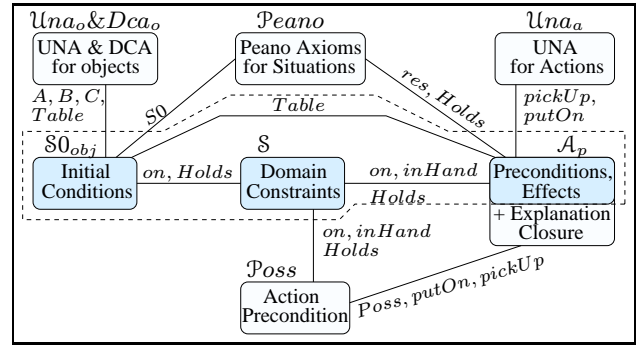 𝒰na_o&Dca_o
𝒫eano
𝒰na_a
UNA & DCA
for objects
Peano Axioms
for Situations
UNA
for Actions
A, B, C,
Table
S0
Table
res, Holds
pickUp,
putOn
𝒮0_obj
𝒮
𝒜_p
Initial
Conditions
on, Holds
Domain
Constraints
on, inHand
Holds
Preconditions,
Effects
+ Explanation
Closure
on, inHand
Holds
𝒫oss
Action
Precondition
Poss, putOn, pickUp